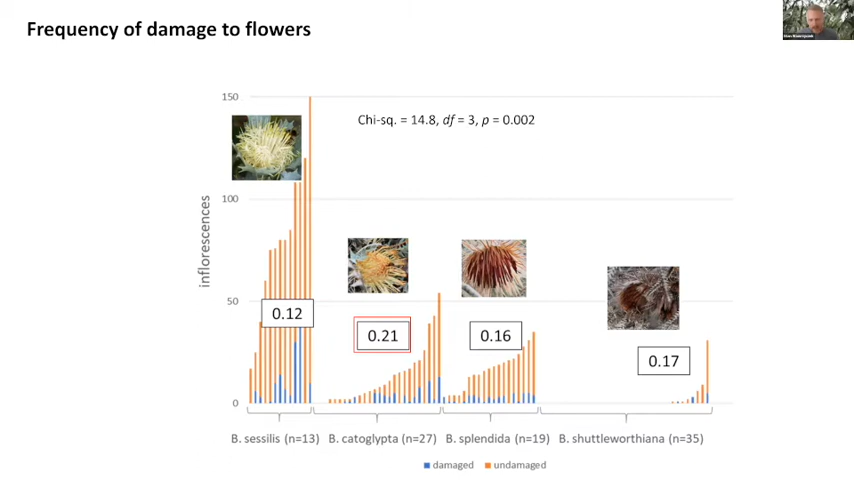 Frequency of damage to flowers
Chi-sq. = 14.8, df = 3, p = 0.002
inflorescences
150
100
50
0
0.12
0.21
0.16
0.17
B. sessilis (n=13)
B. catoglypta (n=27)
B. splendida (n=19)
B. shuttleworthiana (n=35)
damaged
undamaged